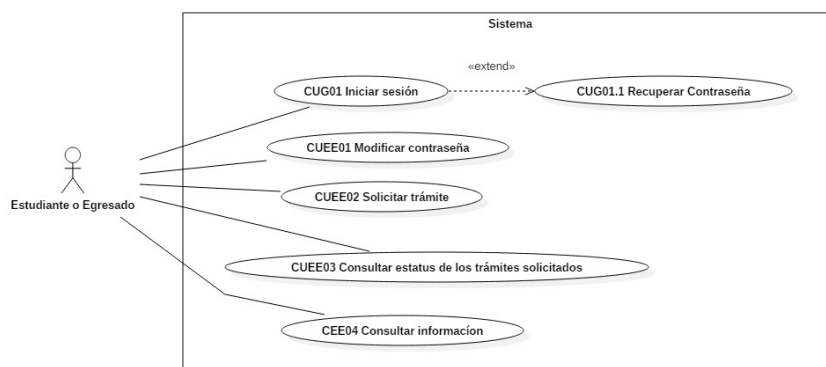 Sistema
«extend»
CUG01 Iniciar sesión
CUG01.1 Recuperar Contraseña
CUEE01 Modificar contraseña
CUEE02 Solicitar trámite
Estudiante o Egresado
CUEE03 Consultar estatus de los trámites solicitados
CEE04 Consultar informacíon